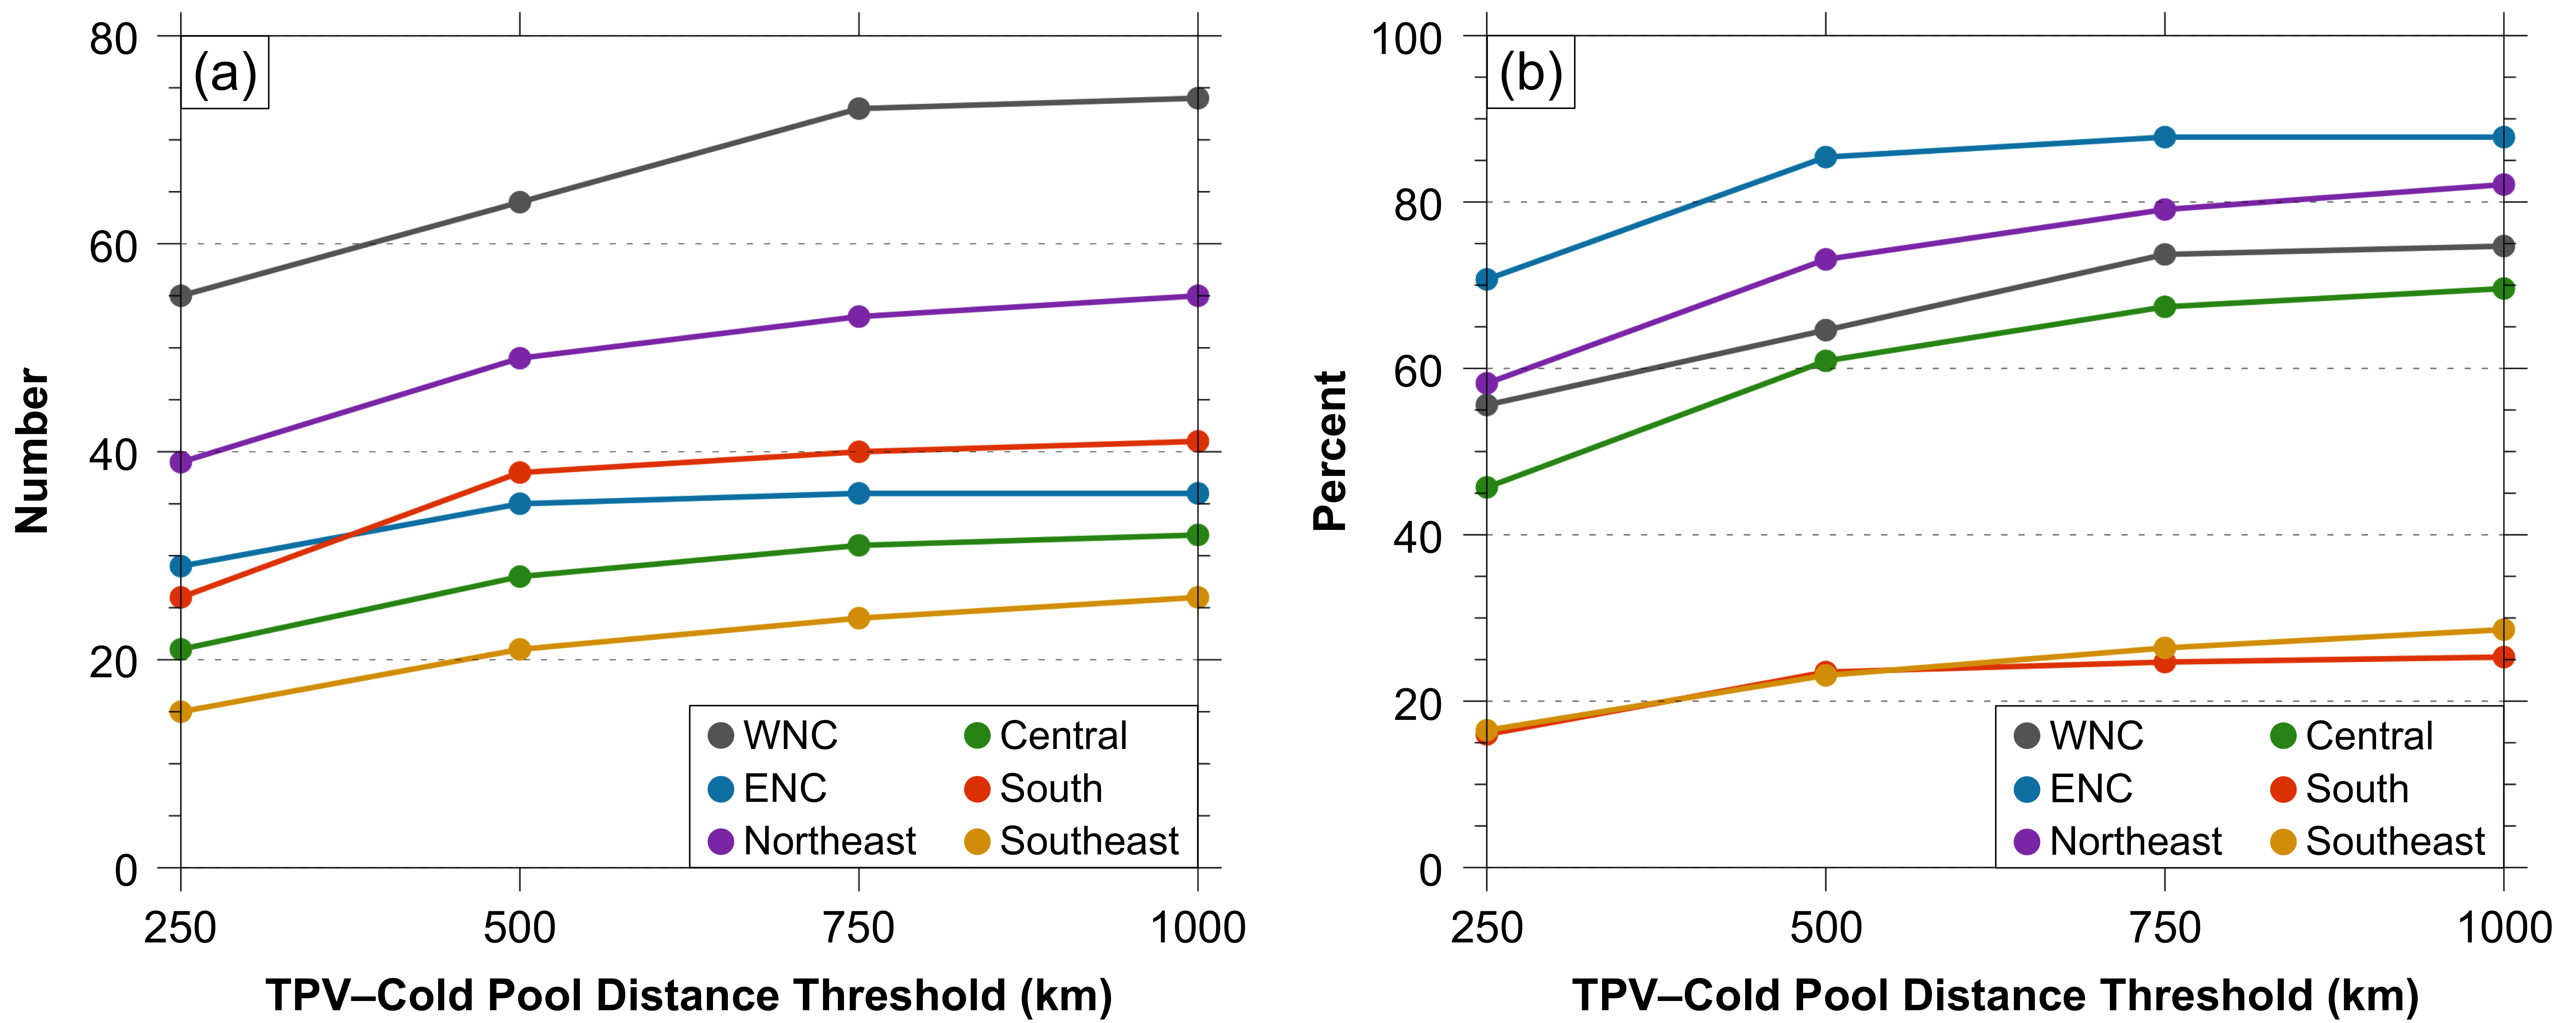 (a)
Number
80
60
40
20
0
250 500 750 1000
TPV–Cold Pool Distance Threshold (km)
WNC Central
ENC South
Northeast Southeast
(b)
Percent
100
80
60
40
20
0
250 500 750 1000
TPV–Cold Pool Distance Threshold (km)
WNC Central
ENC South
Northeast Southeast